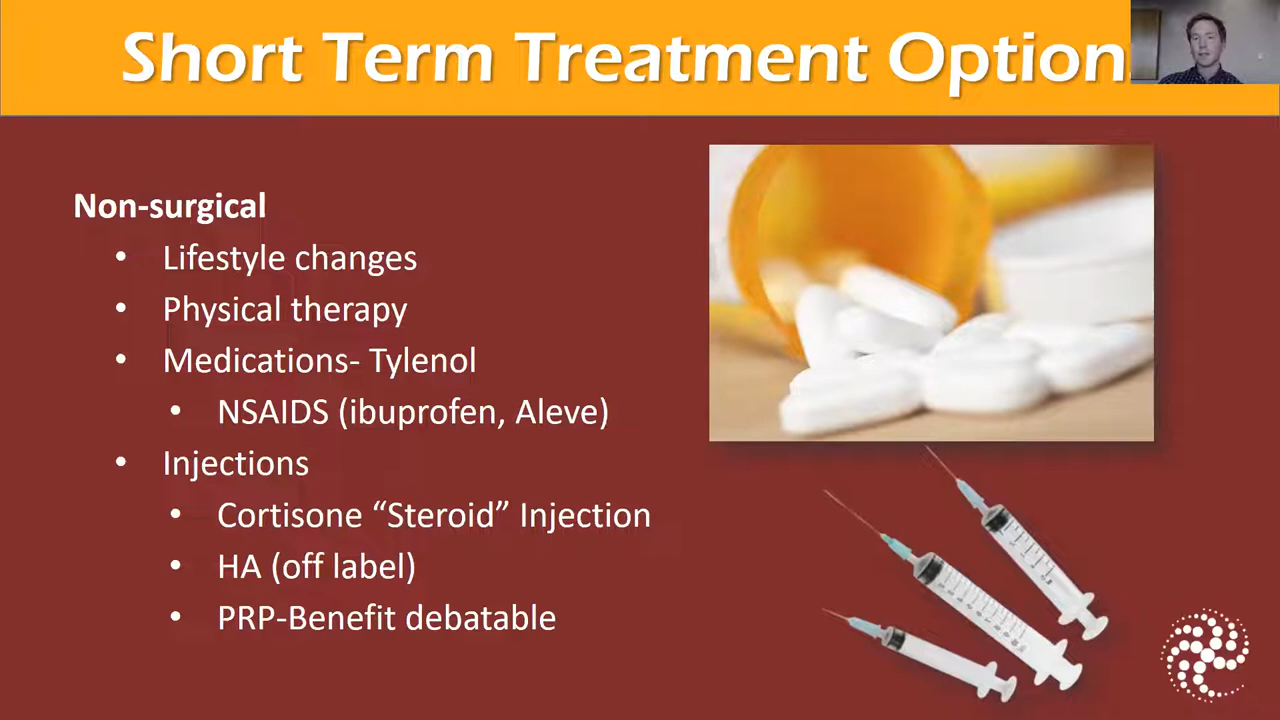 Short Term Treatment Option
Non-surgical
• Lifestyle changes
• Physical therapy
• Medications- Tylenol
• NSAIDS (ibuprofen, Aleve)
• Injections
• Cortisone “Steroid” Injection
• HA (off label)
• PRP-Benefit debatable